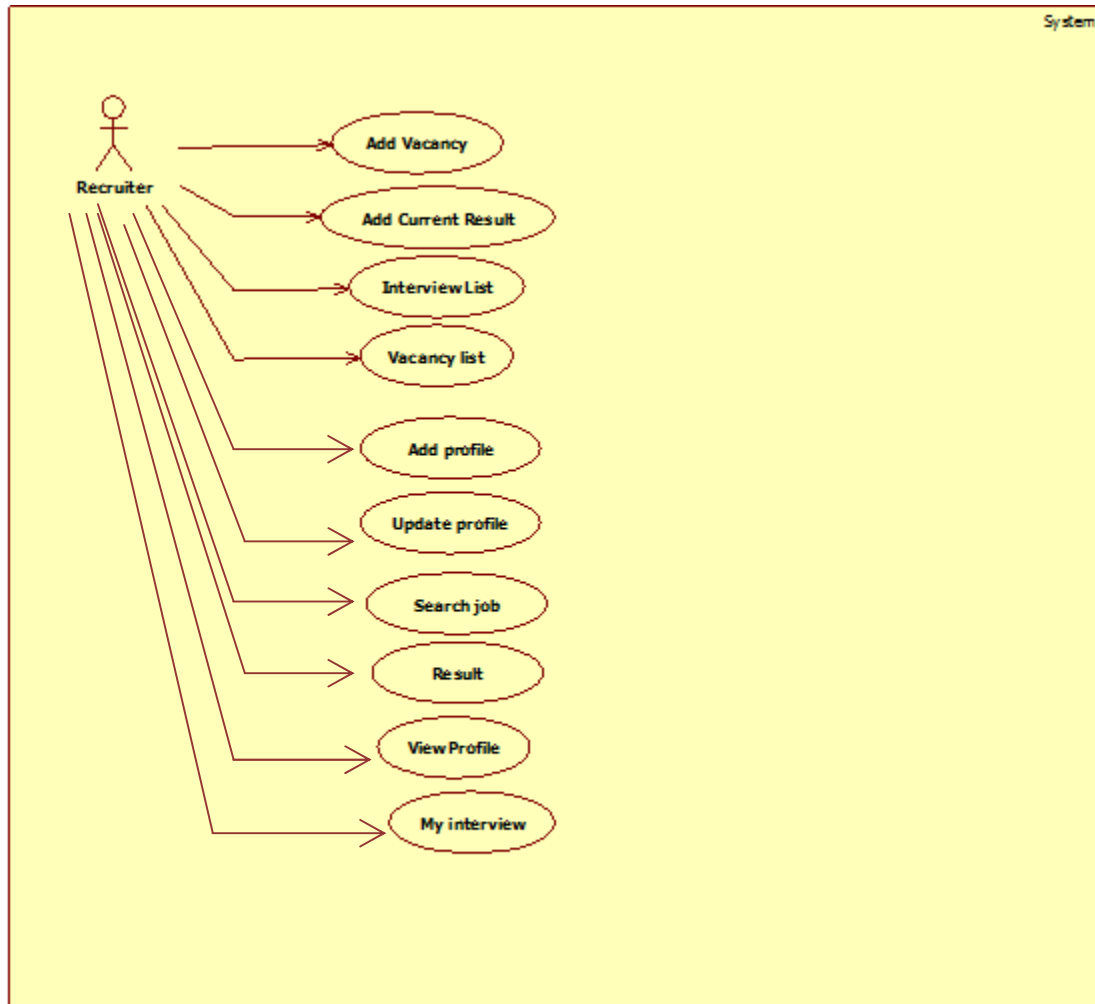 System
Recruiter
Add Vacancy
Add Current Result
Interview List
Vacancy list
Add profile
Update profile
Search job
Result
View Profile
My interview